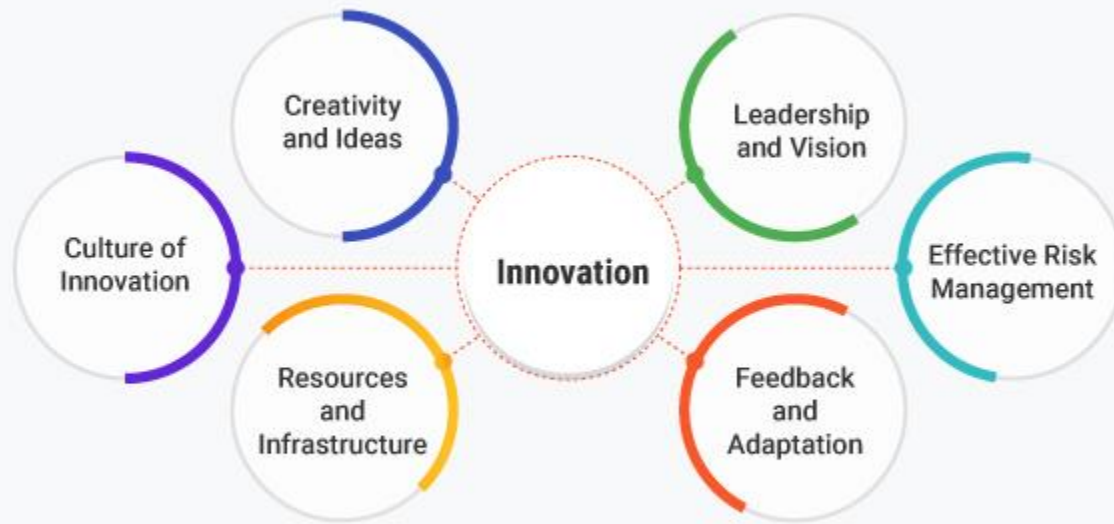 Creativity
and Ideas
Leadership
and Vision
Culture of
Innovation
Innovation
Effective Risk
Management
Resources
and
Infrastructure
Feedback
and
Adaptation